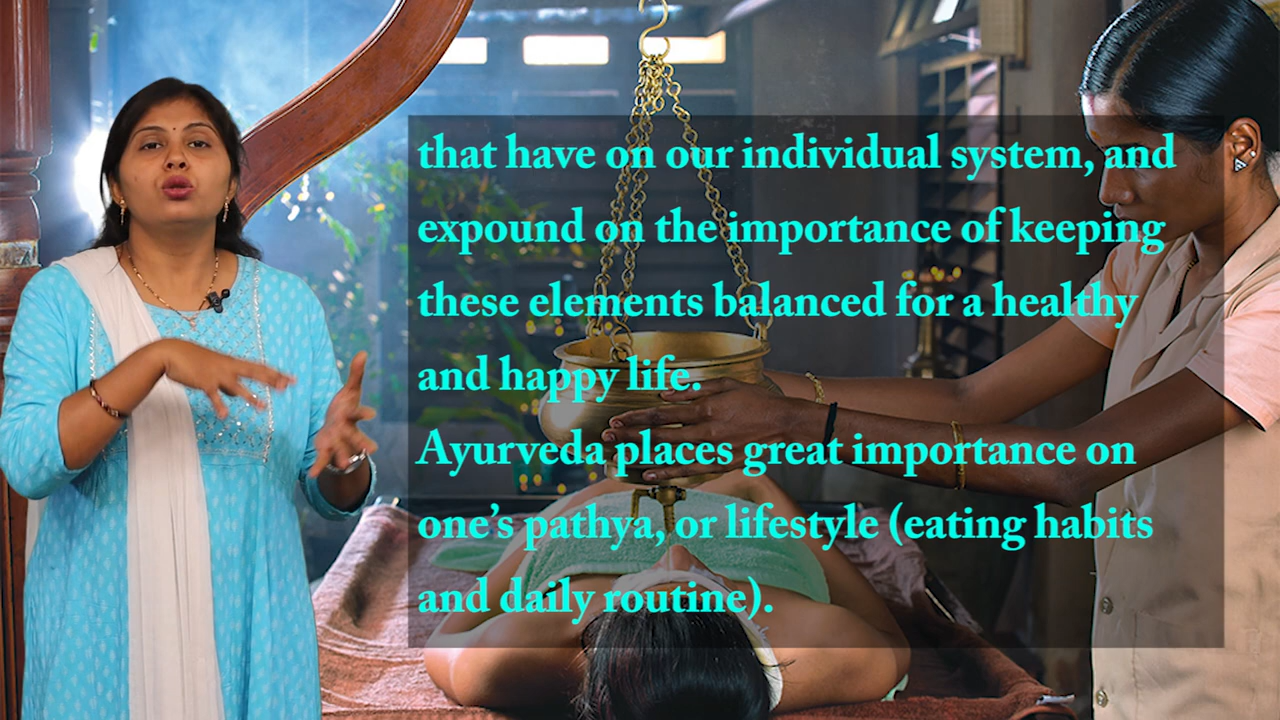 that have on our individual system, and
expound on the importance of keeping
these elements balanced for a healthy
and happy life.
Ayurveda places great importance on
one’s pathya, or lifestyle (eating habits
and daily routine).